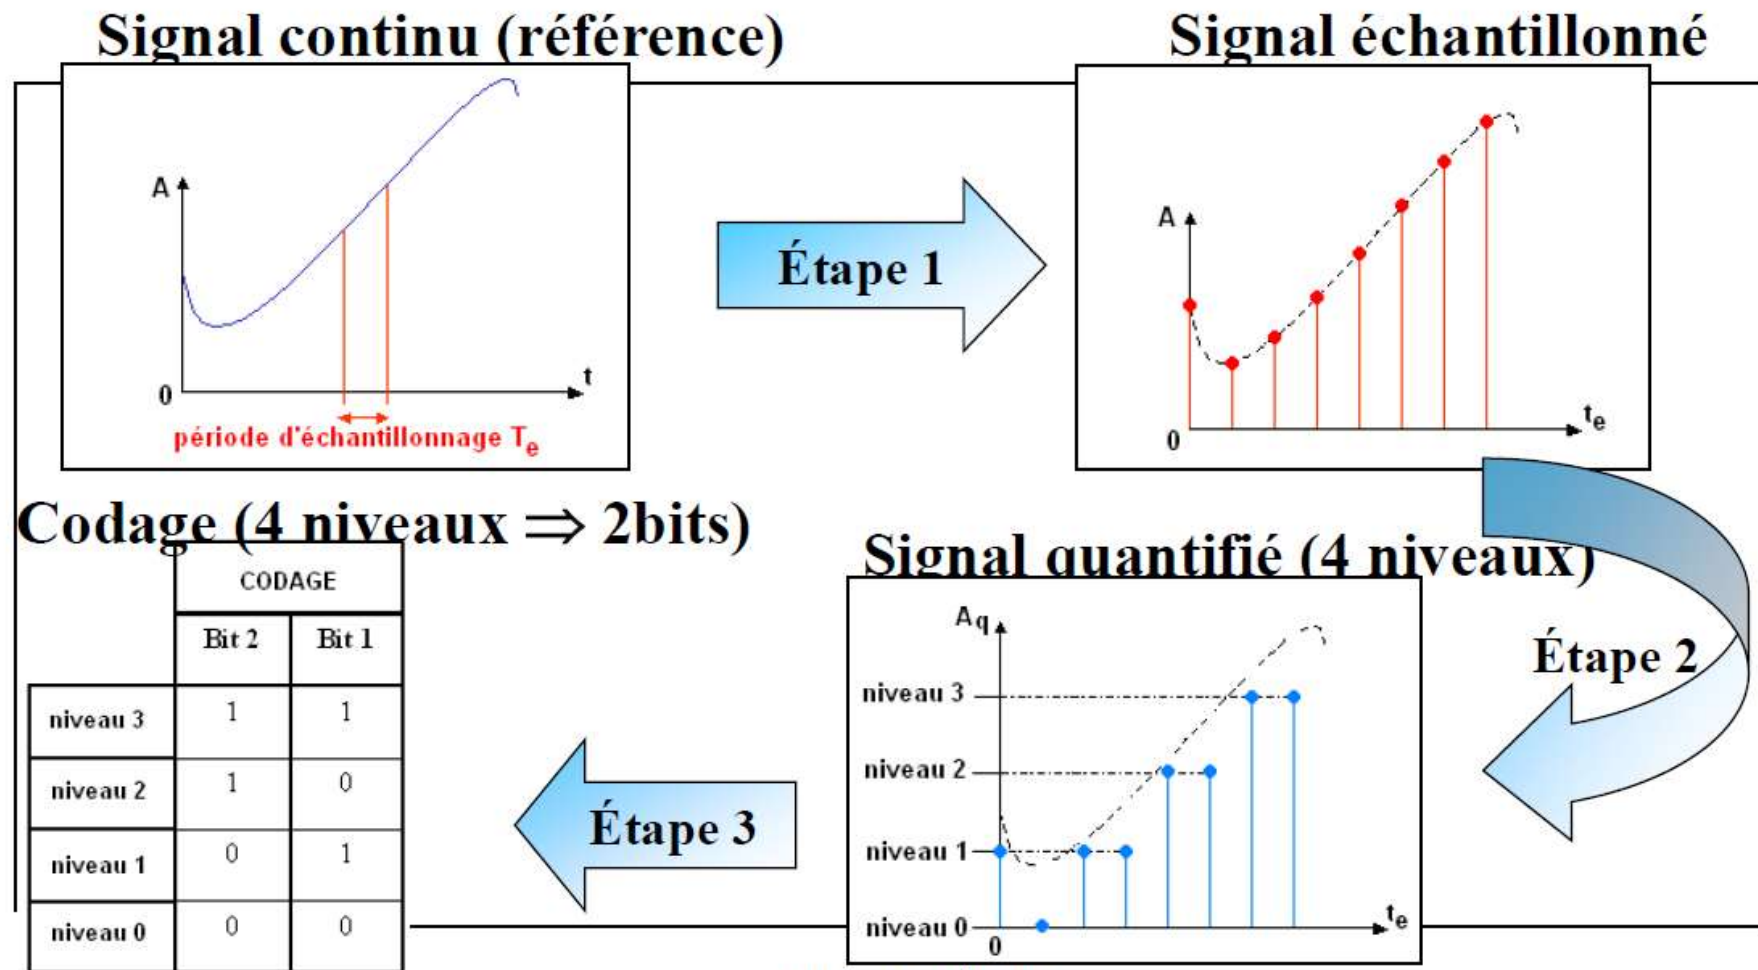 Signal continu (référence)
A
t
0
période d'échantillonnage Te
Étape 1
Signal échantillonné
A
te
0
Étape 2
Signal quantifié (4 niveaux)
Aq
niveau 3
niveau 2
niveau 1
niveau 0
0
te
Étape 3
Codage (4 niveaux ⇒ 2bits)
CODAGE
Bit 2 Bit 1
niveau 3 1 1
niveau 2 1 0
niveau 1 0 1
niveau 0 0 0